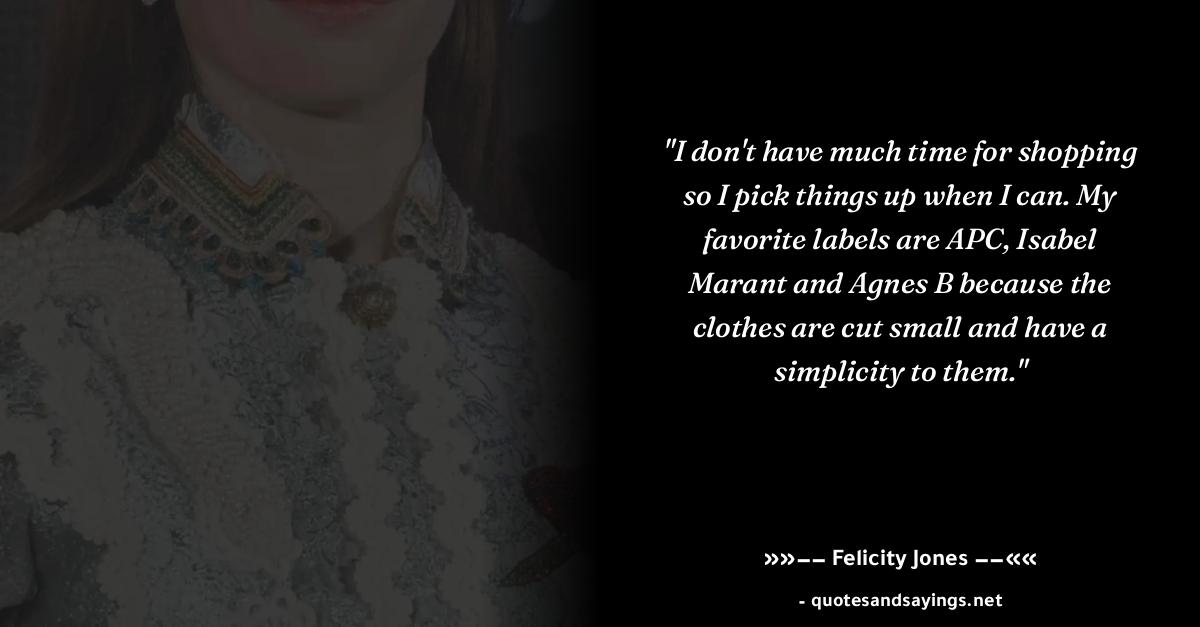 "I don't have much time for shopping
so I pick things up when I can. My
favorite labels are APC, Isabel
Marant and Agnes B because the
clothes are cut small and have a
simplicity to them."
»»−− Felicity Jones −−««
- quotesandsayings.net